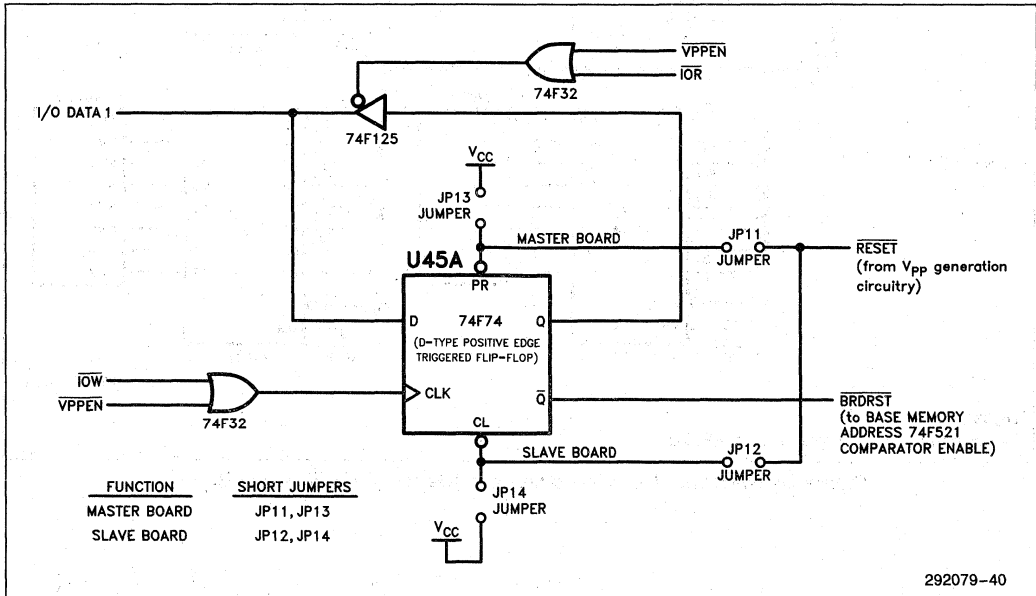 VPPEN
IOR
74F32
I/O DATA 1
74F125
VCC
JP13
JUMPER
MASTER BOARD
JP11
JUMPER
RESET
(from Vpp generation
circuitry)
U45A
PR
D
74F74
Q
(D-TYPE POSITIVE EDGE
TRIGGERED FLIP-FLOP)
IOW
VPPEN
74F32
CLK
Q
BRDRST
(to BASE MEMORY
ADDRESS 74F521
COMPARATOR ENABLE)
CL
SLAVE BOARD
JP12
JUMPER
JP14
JUMPER
VCC
FUNCTION SHORT JUMPERS
MASTER BOARD JP11, JP13
SLAVE BOARD JP12, JP14
292079-40